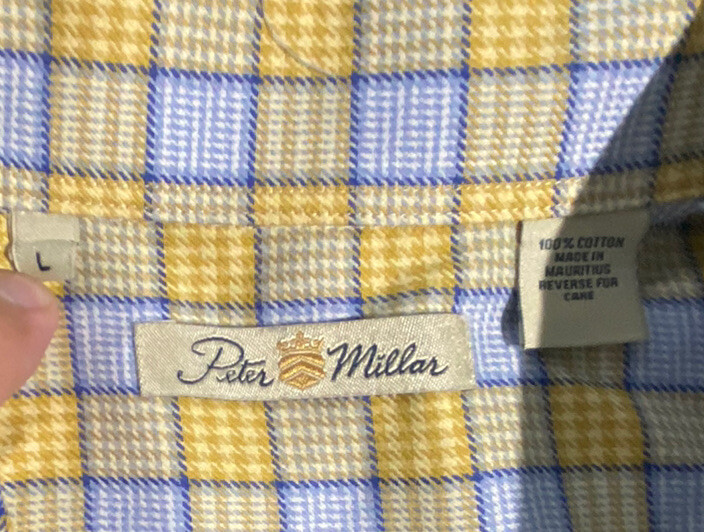 L
Peter Millar
100% COTTON
MADE IN
MAURITIUS
REVERSE FOR
CARE